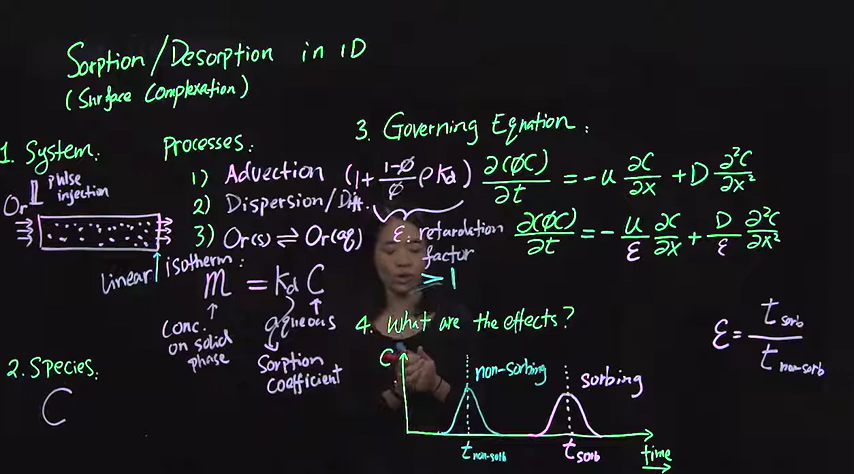 Sorption/Desorption in 1D
(Surface Complexation)
1. System:
Or
pulse
injection
linear isotherm:
m = kd C
conc.
on solid
phase
aqueous
Sorption
coefficient
2. Species:
C
Processes:
1) Advection
2) Dispersion/Diff.
3) Or(s) ⇌ Or(aq)
3. Governing Equation:
(1 + (1-ø)/ø ρKd) ∂(øC)/∂t = -u ∂C/∂x + D ∂²C/∂x²
ε: retardation
factor
> 1
∂(øC)/∂t = - u/ε ∂C/∂x + D/ε ∂²C/∂x²
4. What are the effects?
C
non-sorbing
sorbing
t non-sorb
t sorb
time
ε = t sorb / t non-sorb